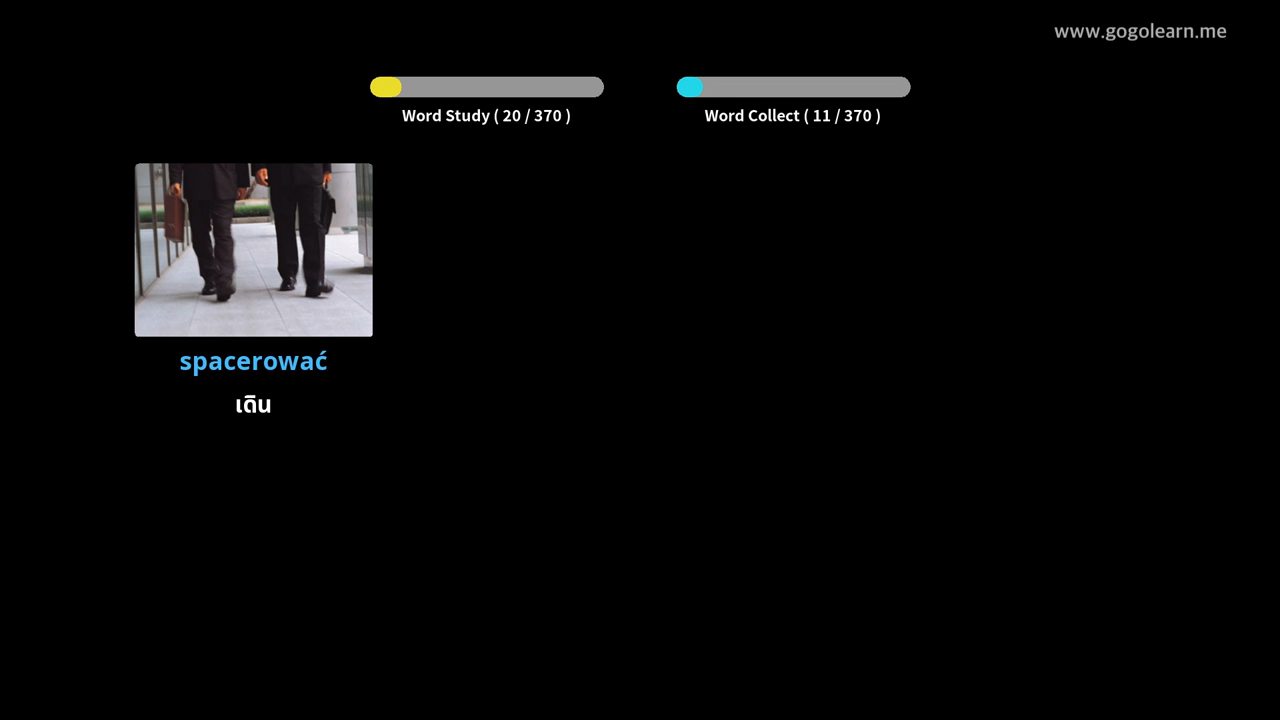 www.gogolearn.me
Word Study ( 20 / 370 )
Word Collect ( 11 / 370 )
spacerować
เดิน